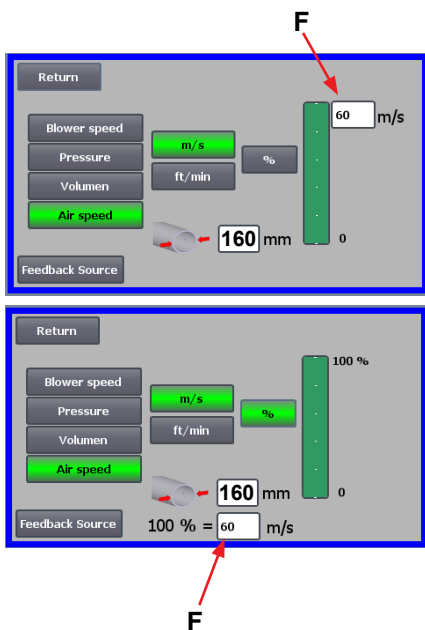 F
Return
60 m/s
Blower speed
m/s
Pressure
%
ft/min
Volumen
Air speed
160 mm
0
Feedback Source
Return
100 %
Blower speed
m/s
Pressure
%
ft/min
Volumen
Air speed
160 mm
0
Feedback Source
100 % = 60 m/s
F